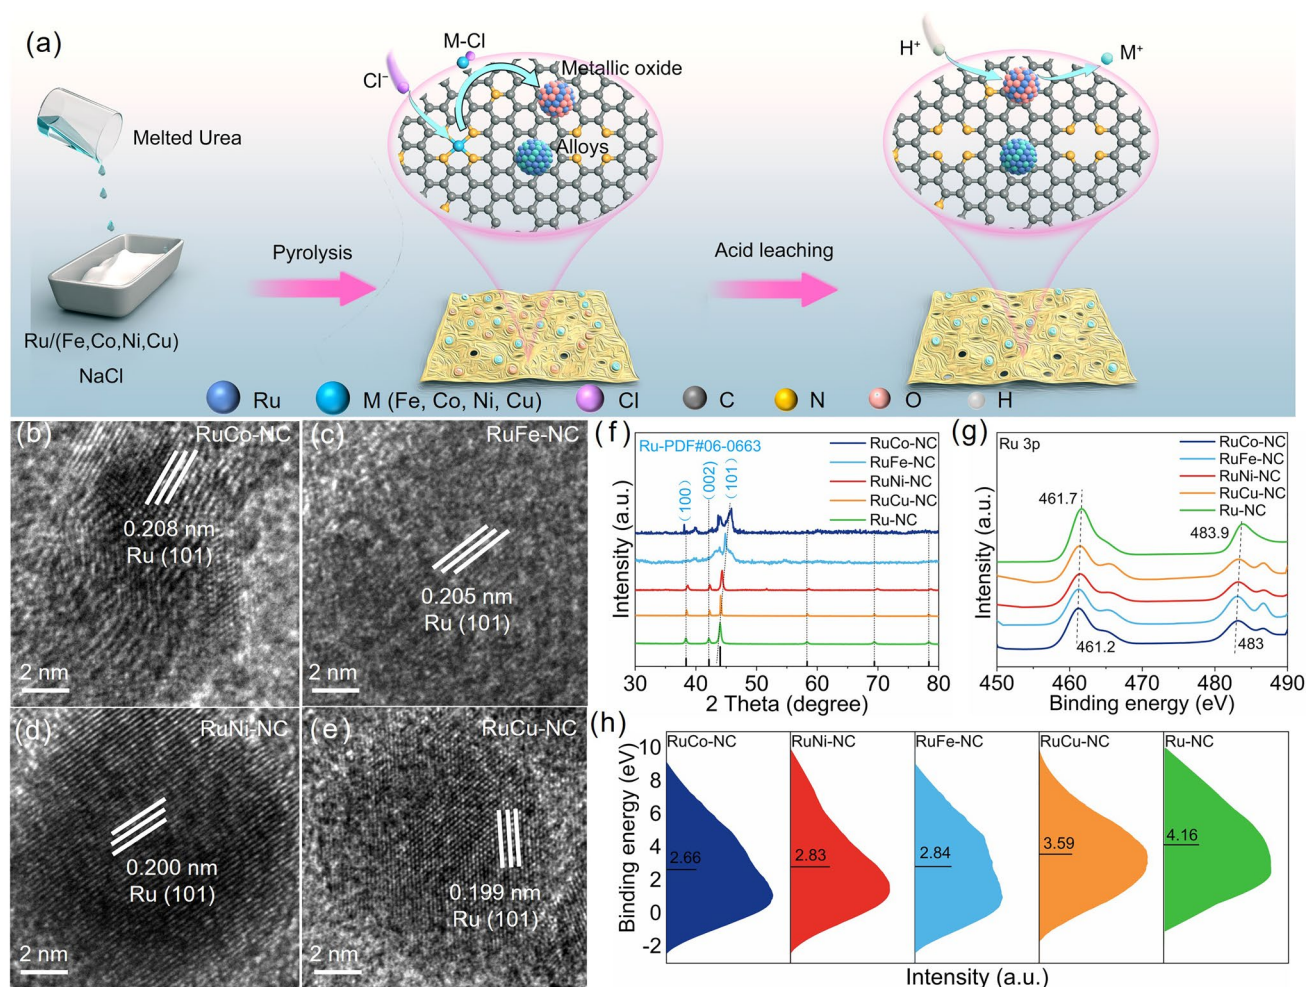 (a)
Melted Urea
Ru/(Fe,Co,Ni,Cu)
NaCl
Pyrolysis
M-Cl
Cl⁻
Metallic oxide
Alloys
Acid leaching
H⁺
M⁺
Ru
M (Fe, Co, Ni, Cu)
Cl
C
N
O
H
(b)
RuCo-NC
0.208 nm
Ru (101)
2 nm
(c)
RuFe-NC
0.205 nm
Ru (101)
2 nm
(d)
RuNi-NC
0.200 nm
Ru (101)
2 nm
(e)
RuCu-NC
0.199 nm
Ru (101)
2 nm
(f)
Ru-PDF#06-0663
(100)
(002)
(101)
RuCo-NC
RuFe-NC
RuNi-NC
RuCu-NC
Ru-NC
Intensity (a.u.)
30 40 50 60 70 80
2 Theta (degree)
(g)
Ru 3p
RuCo-NC
RuFe-NC
RuNi-NC
RuCu-NC
Ru-NC
461.7
483.9
461.2
483
Intensity (a.u.)
450 460 470 480 490
Binding energy (eV)
(h)
RuCo-NC
RuNi-NC
RuFe-NC
RuCu-NC
Ru-NC
Binding energy (eV)
10
8
6
4
2
0
-2
2.66
2.83
2.84
3.59
4.16
Intensity (a.u.)